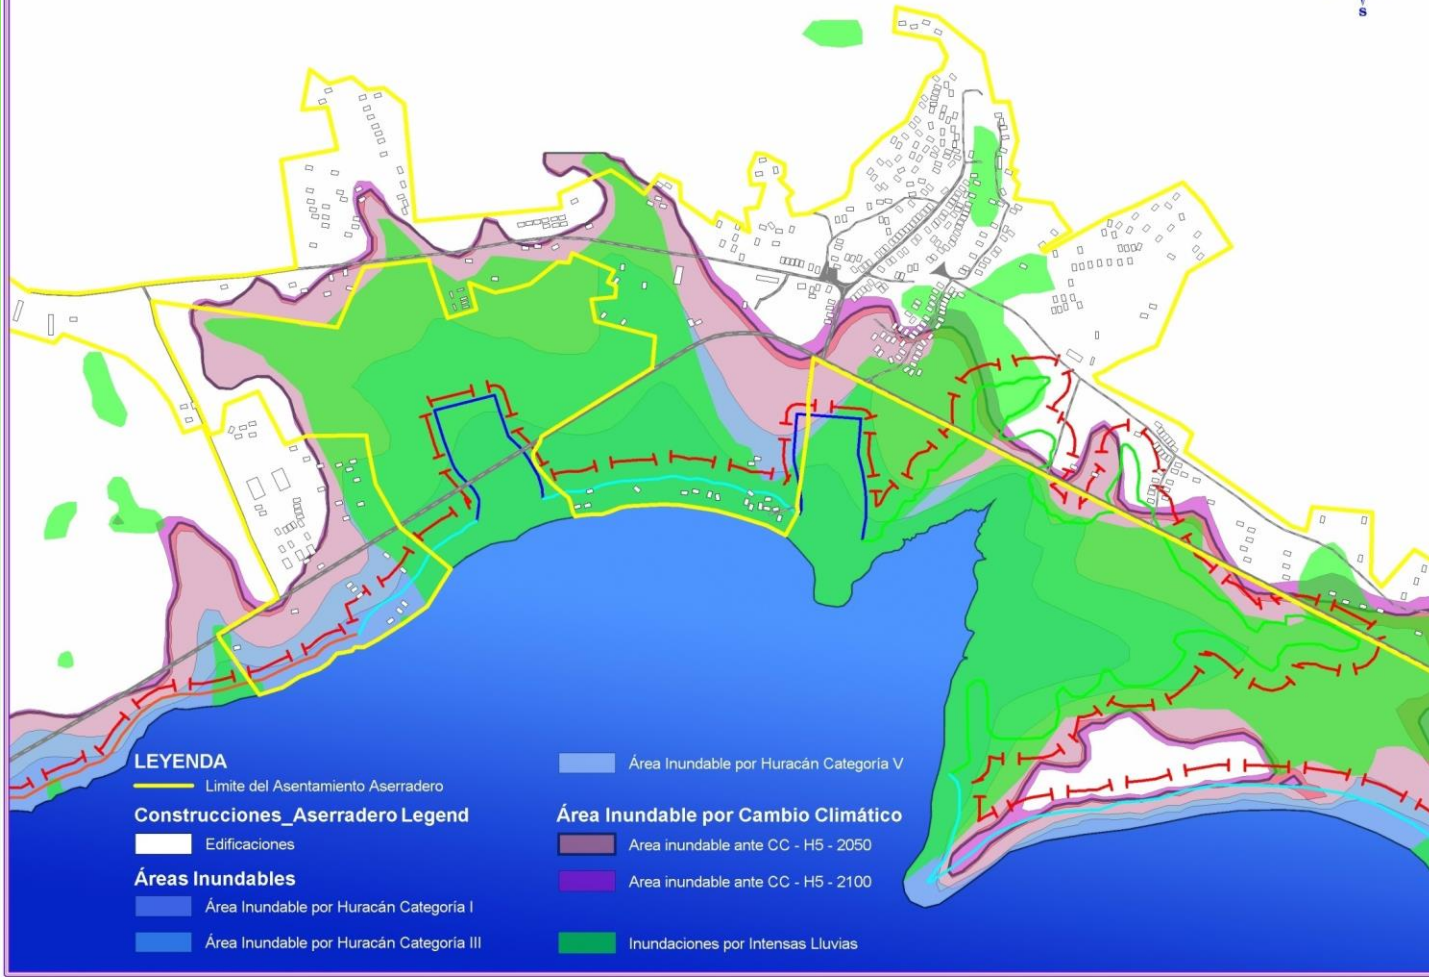 S
LEYENDA
Limite del Asentamiento Aserradero
Construcciones_Aserradero Legend
Edificaciones
Áreas Inundables
Área Inundable por Huracán Categoría I
Área Inundable por Huracán Categoría III
Área Inundable por Huracán Categoría V
Área Inundable por Cambio Climático
Area inundable ante CC - H5 - 2050
Area inundable ante CC - H5 - 2100
Inundaciones por Intensas Lluvias